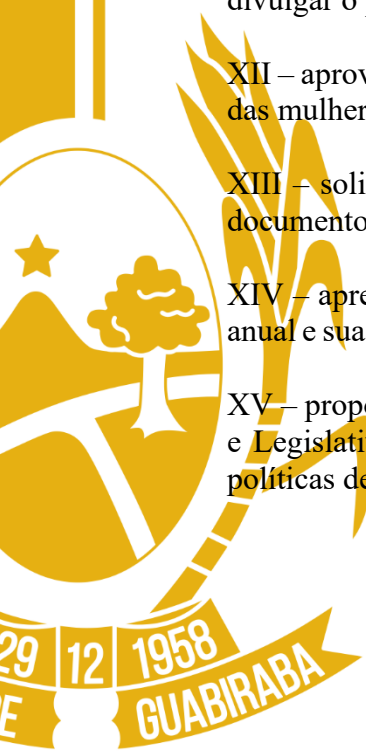 divulgar o
XII – aprov
das mulher
XIII – soli
documento
XIV – apre
anual e sua
XV – prop
e Legislati
políticas de
29 12 1958
GUABIRABA